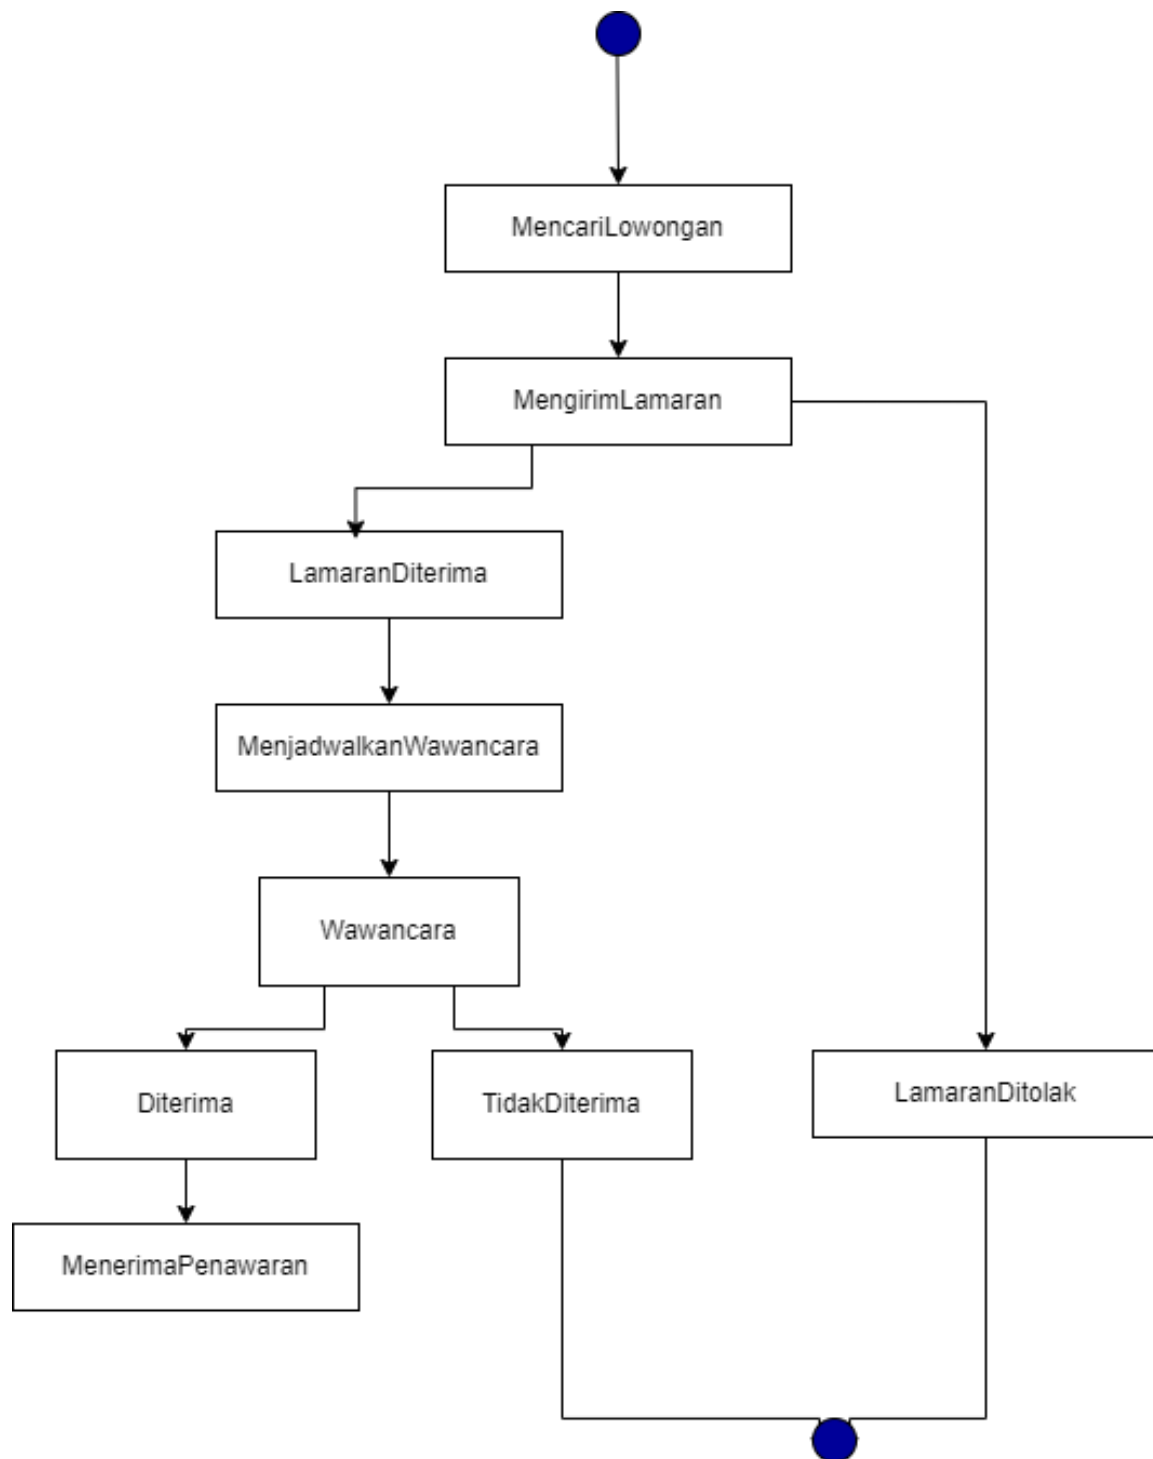 MencariLowongan
MengirimLamaran
LamaranDiterima
MenjadwalkanWawancara
Wawancara
Diterima
TidakDiterima
LamaranDitolak
MenerimaPenawaran